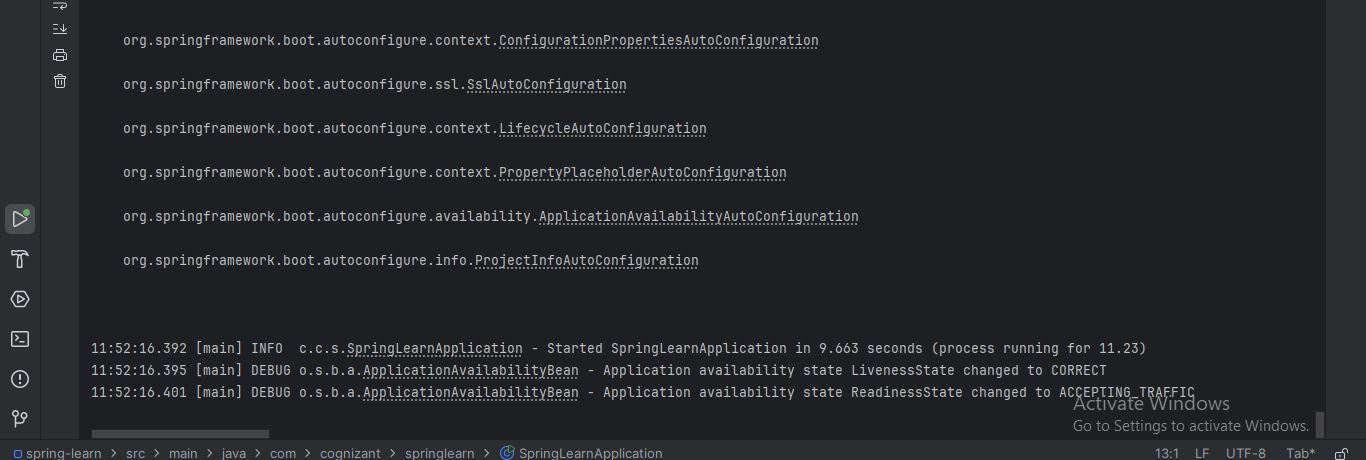 org.springframework.boot.autoconfigure.context.ConfigurationPropertiesAutoConfiguration
org.springframework.boot.autoconfigure.ssl.SslAutoConfiguration
org.springframework.boot.autoconfigure.context.LifecycleAutoConfiguration
org.springframework.boot.autoconfigure.context.PropertyPlaceholderAutoConfiguration
org.springframework.boot.autoconfigure.availability.ApplicationAvailabilityAutoConfiguration
org.springframework.boot.autoconfigure.info.ProjectInfoAutoConfiguration
11:52:16.392 [main] INFO  c.c.s.SpringLearnApplication - Started SpringLearnApplication in 9.663 seconds (process running for 11.23)
11:52:16.395 [main] DEBUG o.s.b.a.ApplicationAvailabilityBean - Application availability state LivenessState changed to CORRECT
11:52:16.401 [main] DEBUG o.s.b.a.ApplicationAvailabilityBean - Application availability state ReadinessState changed to ACCEPTING_TRAFFIC
Activate Windows
Go to Settings to activate Windows.
spring-learn > src > main > java > com > cognizant > springlearn > SpringLearnApplication 13:1 LF UTF-8 Tab*